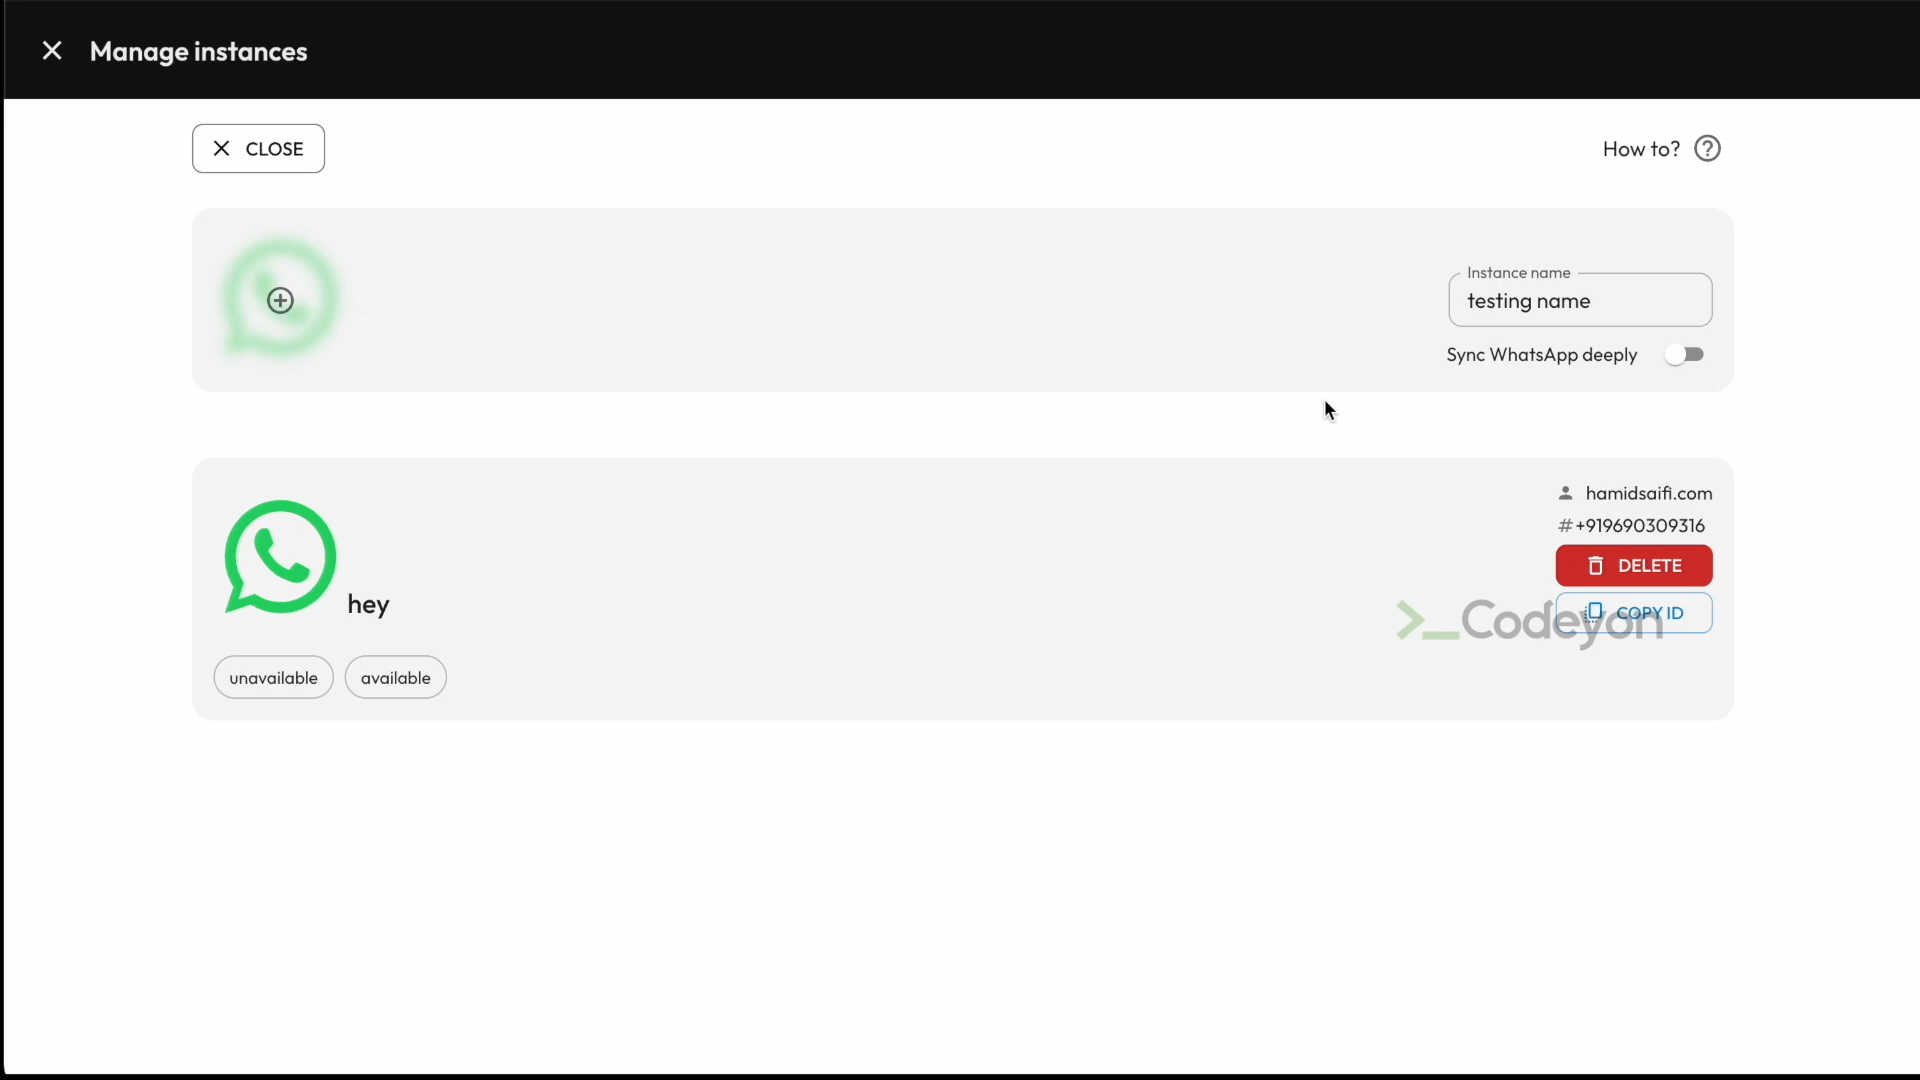 Manage instances
CLOSE
How to?
Instance name
testing name
Sync WhatsApp deeply
hamidsaifi.com
#+919690309316
DELETE
COPY ID
>_Codeyon
hey
unavailable
available